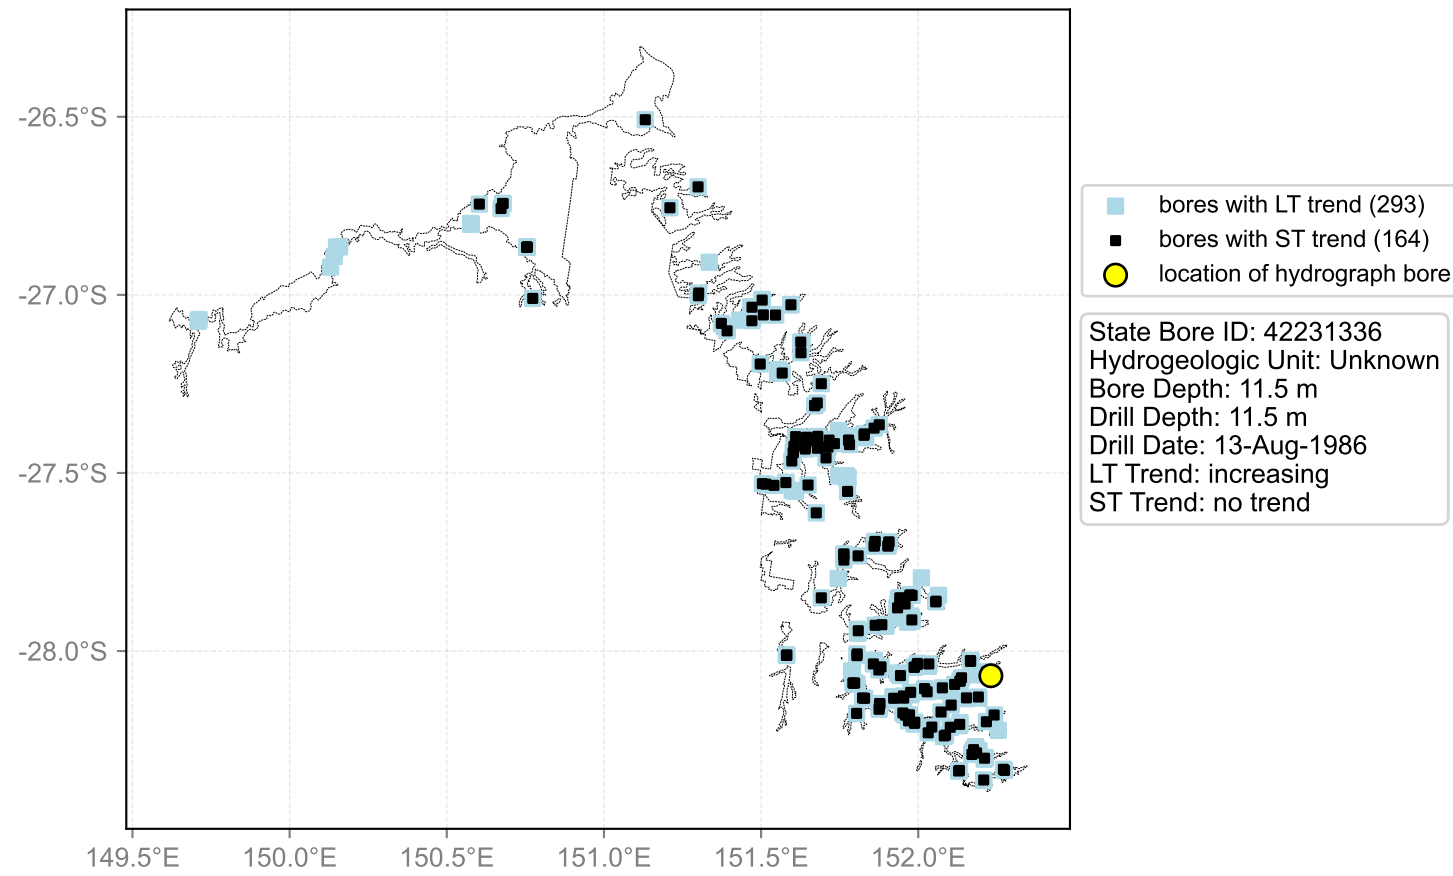 -26.5°S
-27.0°S
-27.5°S
-28.0°S
149.5°E
150.0°E
150.5°E
151.0°E
151.5°E
152.0°E
bores with LT trend (293)
bores with ST trend (164)
location of hydrograph bore
State Bore ID: 42231336
Hydrogeologic Unit: Unknown
Bore Depth: 11.5 m
Drill Depth: 11.5 m
Drill Date: 13-Aug-1986
LT Trend: increasing
ST Trend: no trend